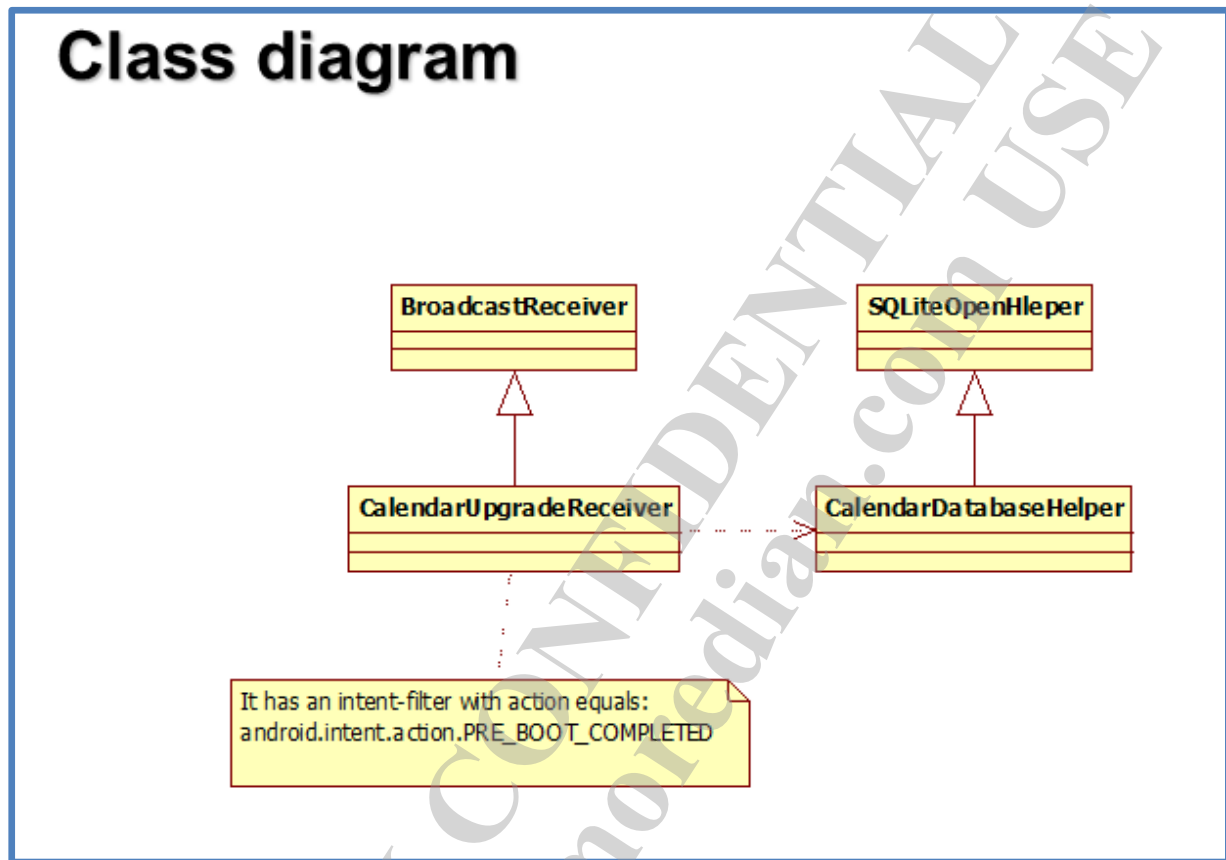 Class diagram
BroadcastReceiver
SQLiteOpenHleper
CalendarUpgradeReceiver
CalendarDatabaseHelper
It has an intent-filter with action equals:
android.intent.action.PRE_BOOT_COMPLETED
CONFIDENTIAL
moredian.com USE